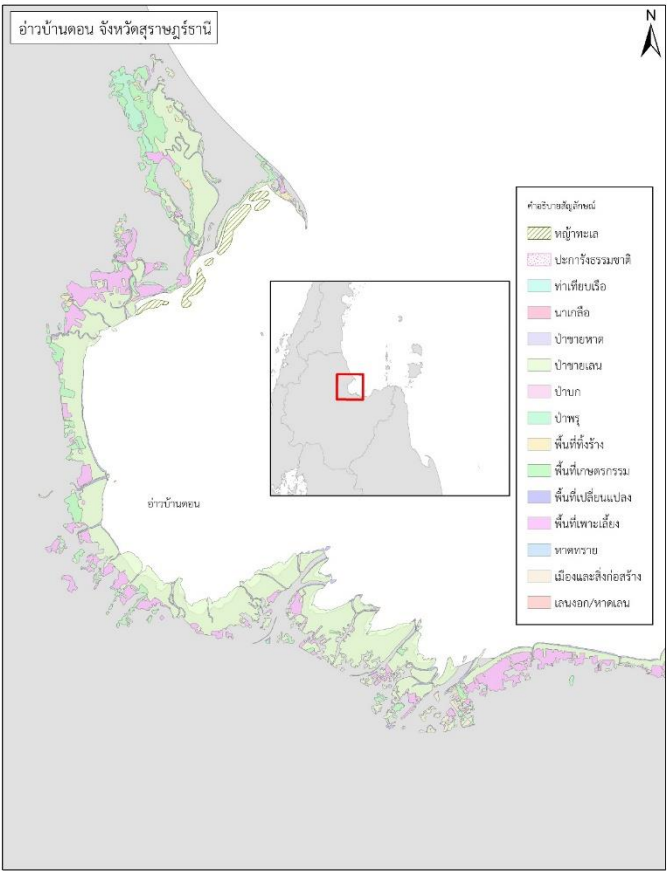 อ่าวบ้านดอน จังหวัดสุราษฎร์ธานี
N
คำอธิบายสัญลักษณ์
หญ้าทะเล
ปะการังธรรมชาติ
ท่าเทียบเรือ
นาเกลือ
ป่าชายหาด
ป่าชายเลน
ป่าบก
ป่าพรุ
พื้นที่ทิ้งร้าง
พื้นที่เกษตรกรรม
พื้นที่เปลี่ยนแปลง
พื้นที่เพาะเลี้ยง
หาดทราย
เมืองและสิ่งก่อสร้าง
เลนงอก/หาดเลน
อ่าวบ้านดอน